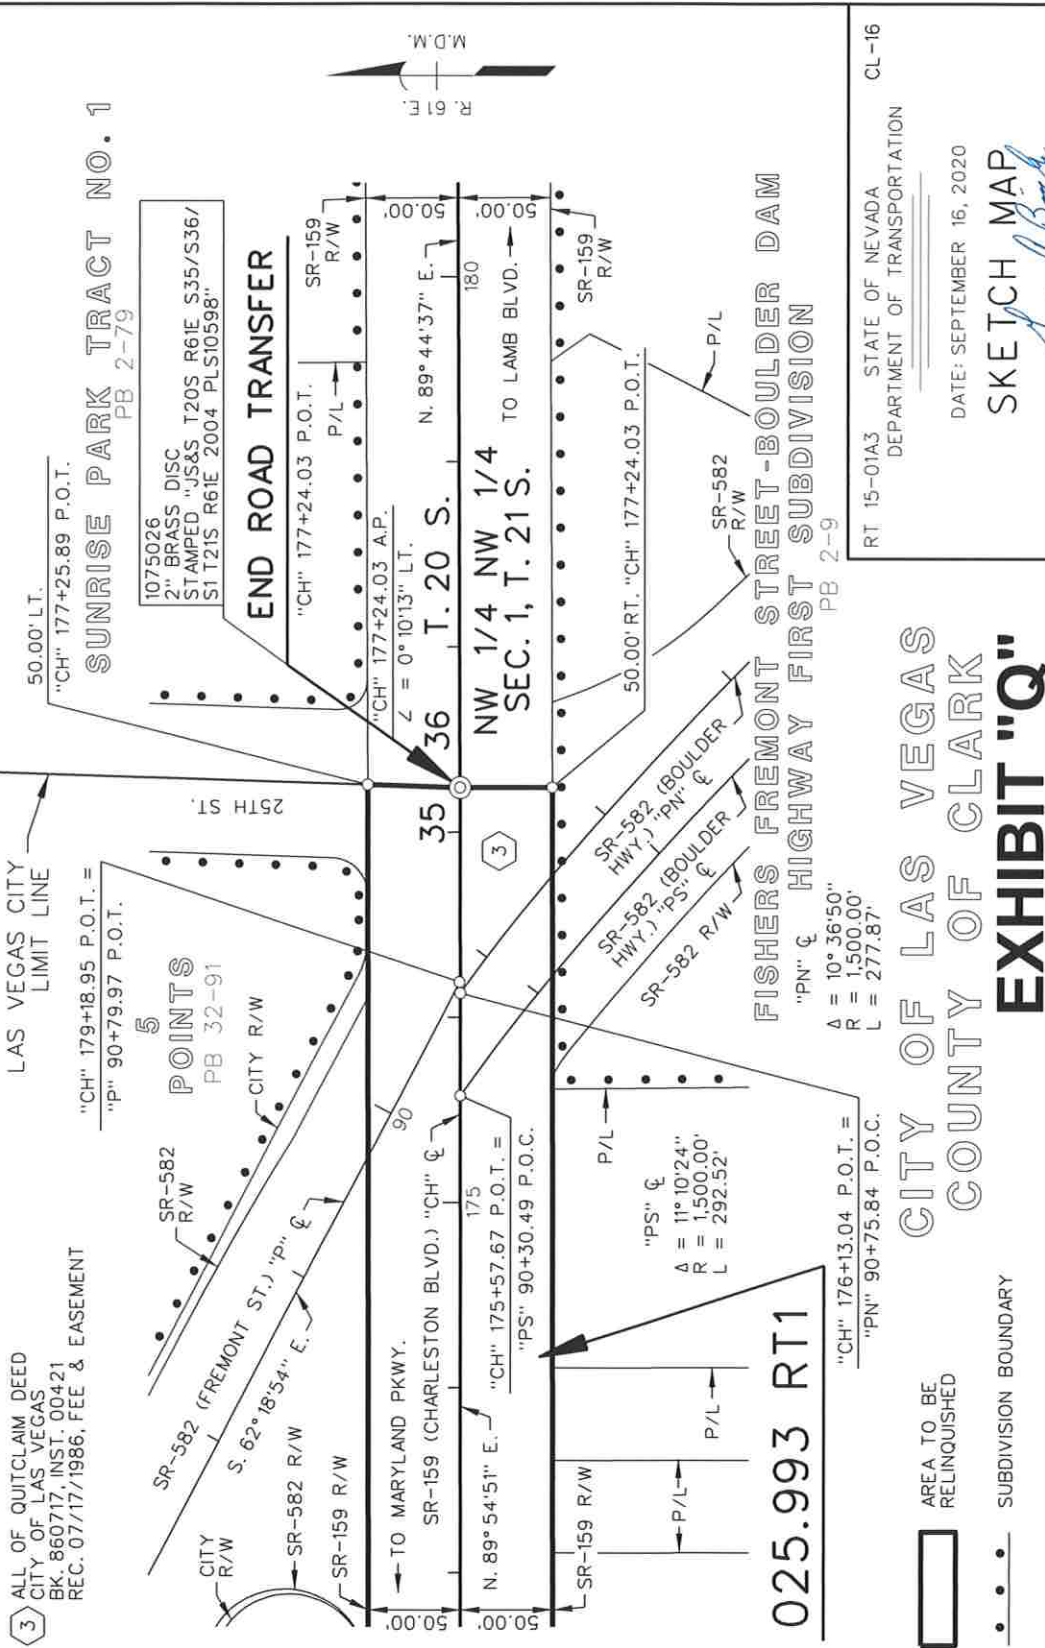 3 ALL OF QUITCLAIM DEED
CITY OF LAS VEGAS
BK. 860717, INST. 00421
REC. 07/17/1986, FEE & EASEMENT
LAS VEGAS CITY
LIMIT LINE
"CH" 179+18.95 P.O.T. =
"P" 90+79.97 P.O.T.
5
POINTS
PB 32-91
CITY R/W
SR-582
R/W
25TH ST.
50.00' LT.
"CH" 177+25.89 P.O.T.
SUNRISE PARK TRACT NO. 1
PB 2-79
1075026
2" BRASS DISC
STAMPED "JS&S T20S R61E S35/S36/
S1 T21S R61E 2004 PLS10598"
END ROAD TRANSFER
"CH" 177+24.03 P.O.T.
P/L
SR-159
R/W
M.D.M.
R. 61E.
SR-582 (FREMONT ST.) "P" ℄
S. 62° 18'54" E.
90
CITY
R/W
SR-582 R/W
SR-159 R/W
"CH" 177+24.03 A.P.
∠ = 0° 10'13" LT.
TO MARYLAND PKWY.
SR-159 (CHARLESTON BLVD.) "CH" ℄
35
36
T. 20 S.
N. 89° 44'37" E.
50.00'
50.00'
175
180
N. 89° 54'51" E.
"CH" 175+57.67 P.O.T. =
"PS" 90+30.49 P.O.C.
3
NW 1/4 NW 1/4
SEC. 1, T. 21 S.
TO LAMB BLVD.
50.00'
50.00'
SR-159 R/W
SR-159
R/W
P/L
P/L
P/L
P/L
50.00' RT. "CH" 177+24.03 P.O.T.
SR-582 (BOULDER
HWY.) "PN" ℄
SR-582 (BOULDER
HWY.) "PS" ℄
SR-582 R/W
SR-582
R/W
025.993 RT1
"PS" ℄
Δ = 11° 10'24"
R = 1,500.00'
L = 292.52'
"CH" 176+13.04 P.O.T. =
"PN" 90+75.84 P.O.C.
"PN" ℄
Δ = 10° 36'50"
R = 1,500.00'
L = 277.87'
FISHERS FREMONT STREET-BOULDER DAM
HIGHWAY FIRST SUBDIVISION
PB 2-9
AREA TO BE
RELINQUISHED
SUBDIVISION BOUNDARY
CITY OF LAS VEGAS
COUNTY OF CLARK
EXHIBIT "Q"
RT 15-01A3 STATE OF NEVADA CL-16
DEPARTMENT OF TRANSPORTATION
DATE: SEPTEMBER 16, 2020
SKETCH MAP